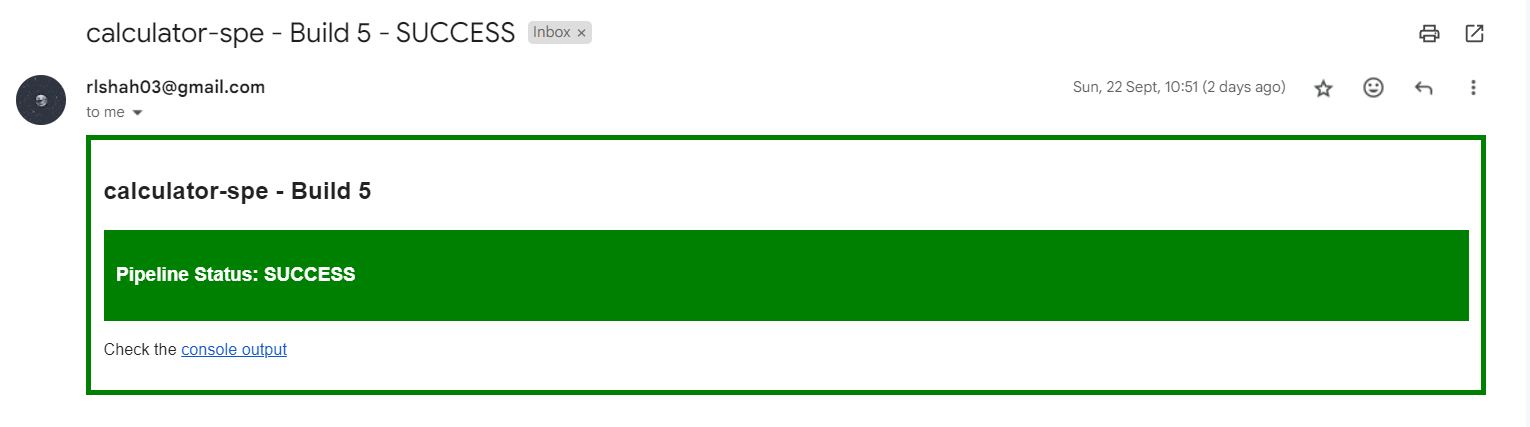 calculator-spe - Build 5 - SUCCESS Inbox ×
rlshah03@gmail.com Sun, 22 Sept, 10:51 (2 days ago)
to me
calculator-spe - Build 5
Pipeline Status: SUCCESS
Check the console output